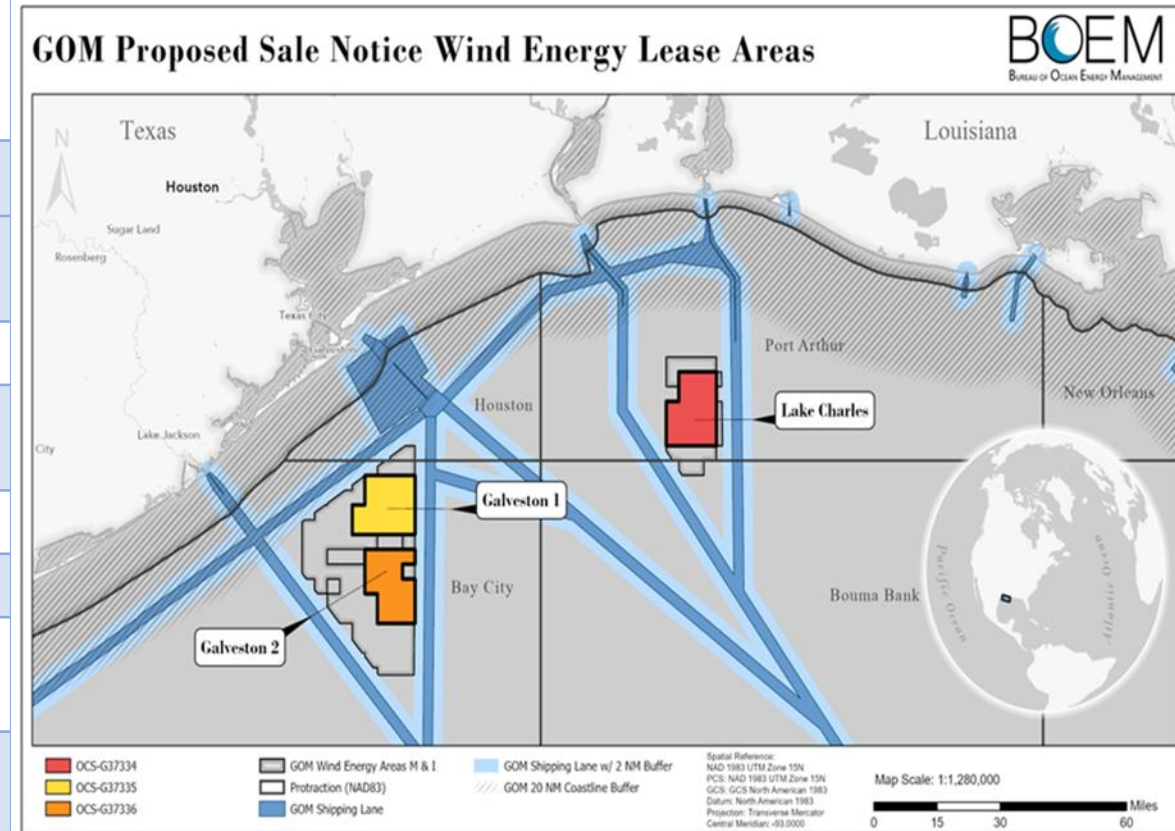 GOM Proposed Sale Notice Wind Energy Lease Areas
BOEM
BUREAU OF OCEAN ENERGY MANAGEMENT
Texas
Louisiana
N
Houston
Sugar Land
Rosenberg
Texas City
Galveston
Port Arthur
Houston
New Orleans
Lake Charles
Lake Jackson
City
Galveston 1
Bay City
Bouma Bank
Galveston 2
Pacific Ocean
Atlantic Ocean
OCS-G37334
OCS-G37335
OCS-G37336
GOM Wind Energy Areas M & I
Protraction (NAD83)
GOM Shipping Lane
GOM Shipping Lane w/ 2 NM Buffer
GOM 20 NM Coastline Buffer
Spatial Reference:
NAD 1983 UTM Zone 15N
PCS: NAD 1983 UTM Zone 15N
GCS: GCS North American 1983
Datum: North American 1983
Projection: Transverse Mercator
Central Meridian: -93.0000
Map Scale: 1:1,280,000
Miles
0 15 30 60